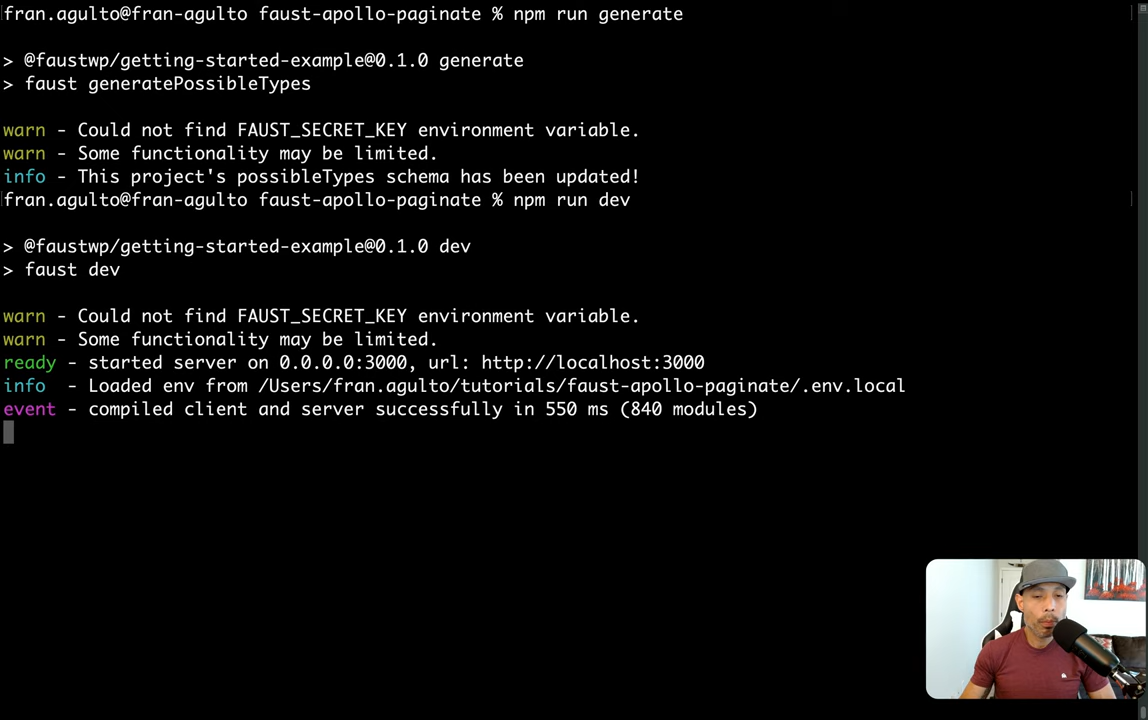 fran.agulto@fran-agulto faust-apollo-paginate % npm run generate
> @faustwp/getting-started-example@0.1.0 generate
> faust generatePossibleTypes
warn - Could not find FAUST_SECRET_KEY environment variable.
warn - Some functionality may be limited.
info - This project's possibleTypes schema has been updated!
fran.agulto@fran-agulto faust-apollo-paginate % npm run dev
> @faustwp/getting-started-example@0.1.0 dev
> faust dev
warn - Could not find FAUST_SECRET_KEY environment variable.
warn - Some functionality may be limited.
ready - started server on 0.0.0.0:3000, url: http://localhost:3000
info  - Loaded env from /Users/fran.agulto/tutorials/faust-apollo-paginate/.env.local
event - compiled client and server successfully in 550 ms (840 modules)